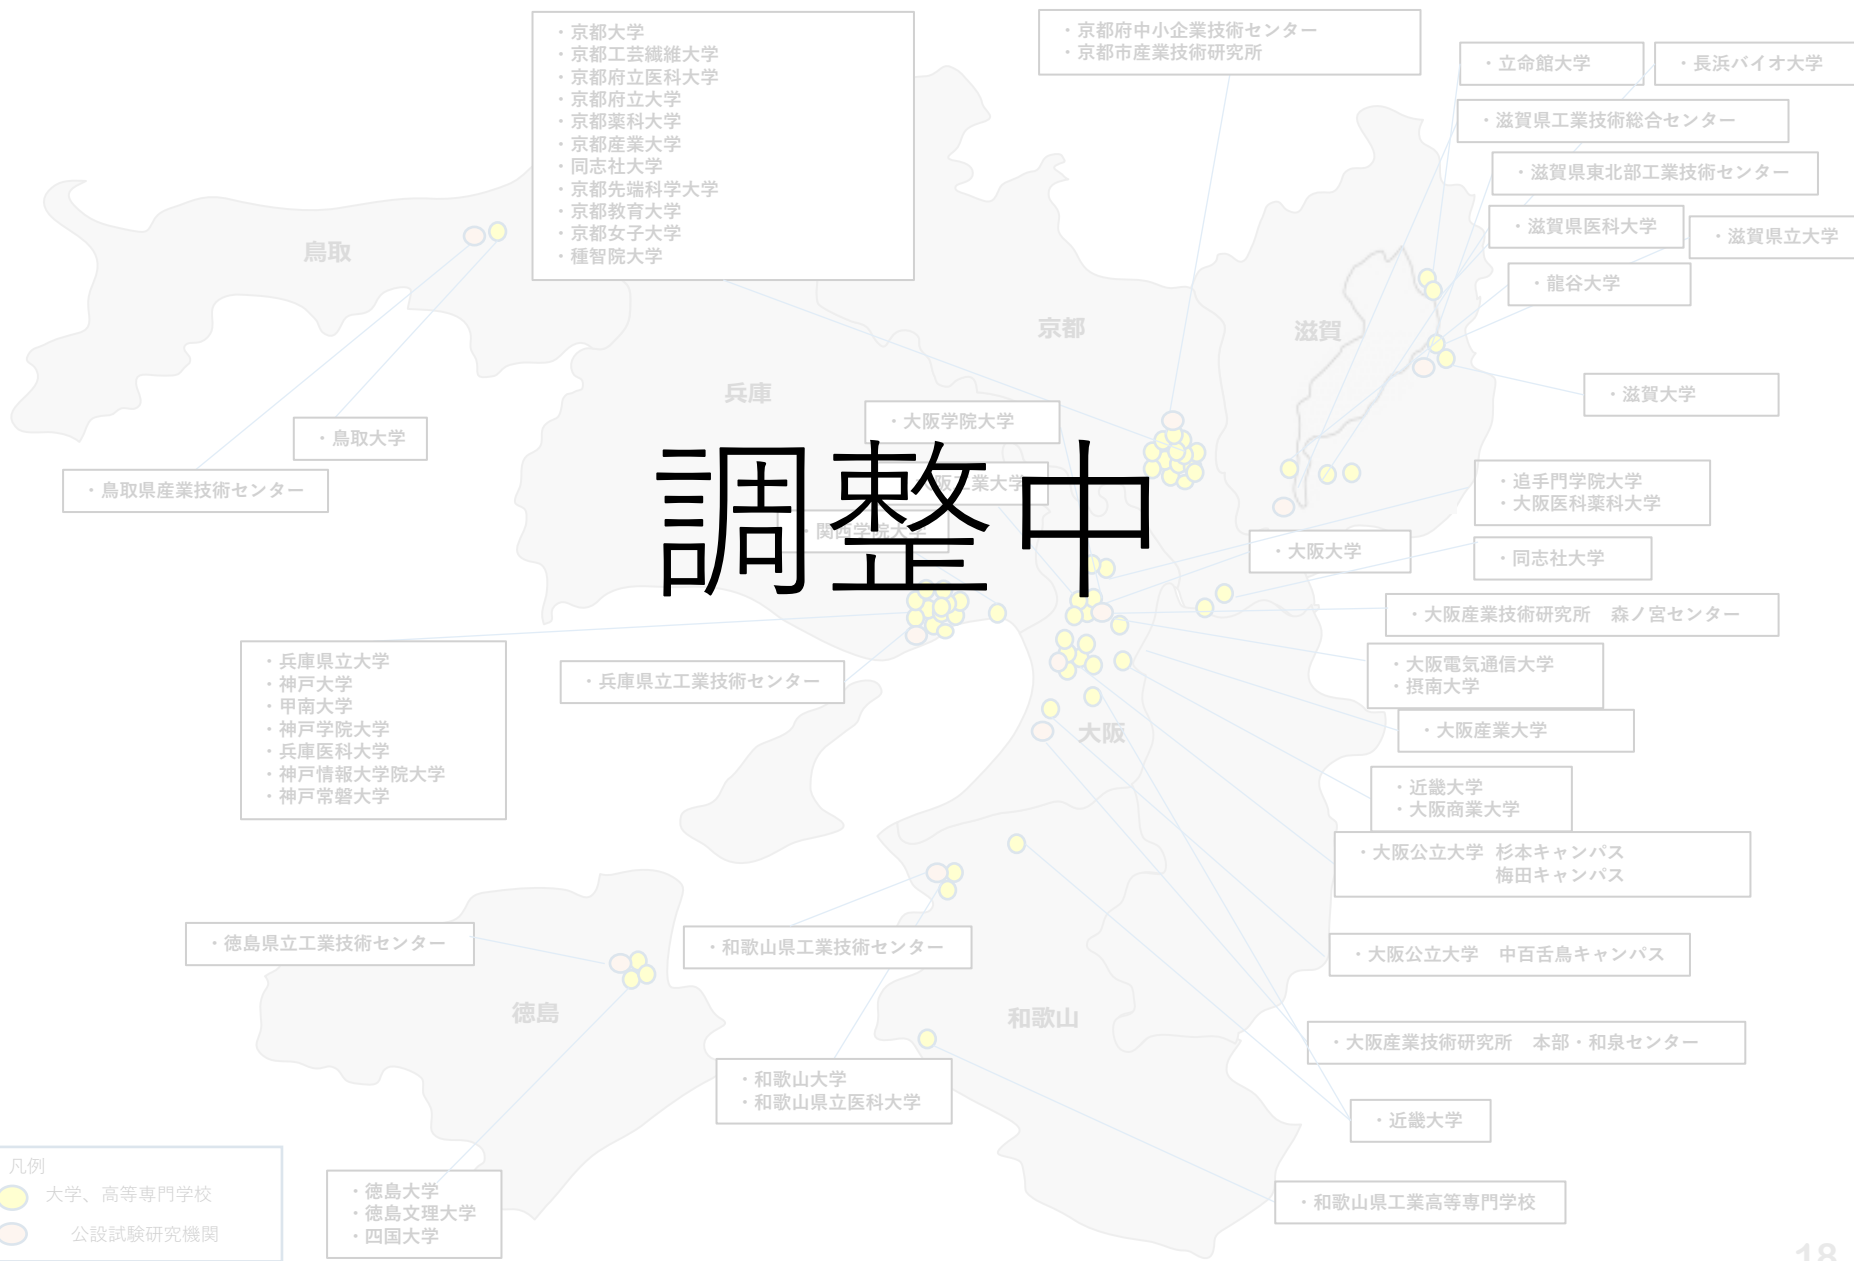 ・京都大学
・京都工芸繊維大学
・京都府立医科大学
・京都府立大学
・京都薬科大学
・京都産業大学
・同志社大学
・京都先端科学大学
・京都教育大学
・京都女子大学
・種智院大学
・京都府中小企業技術センター
・京都市産業技術研究所
・立命館大学
・長浜バイオ大学
・滋賀県工業技術総合センター
・滋賀県東北部工業技術センター
・滋賀県医科大学
・滋賀県立大学
・龍谷大学
鳥取
京都
滋賀
兵庫
・滋賀大学
・大阪学院大学
・鳥取大学
・鳥取県産業技術センター
阪工業大学
・関西学院大学
調整中
・追手門学院大学
・大阪医科薬科大学
・大阪大学
・同志社大学
・大阪産業技術研究所　森ノ宮センター
・兵庫県立大学
・神戸大学
・甲南大学
・神戸学院大学
・兵庫医科大学
・神戸情報大学院大学
・神戸常磐大学
・兵庫県立工業技術センター
・大阪電気通信大学
・摂南大学
大阪
・大阪産業大学
・近畿大学
・大阪商業大学
・大阪公立大学 杉本キャンパス
梅田キャンパス
・徳島県立工業技術センター
・和歌山県工業技術センター
・大阪公立大学　中百舌鳥キャンパス
徳島
和歌山
・大阪産業技術研究所　本部・和泉センター
・和歌山大学
・和歌山県立医科大学
・近畿大学
凡例
大学、高等専門学校
公設試験研究機関
・徳島大学
・徳島文理大学
・四国大学
・和歌山県工業高等専門学校
18